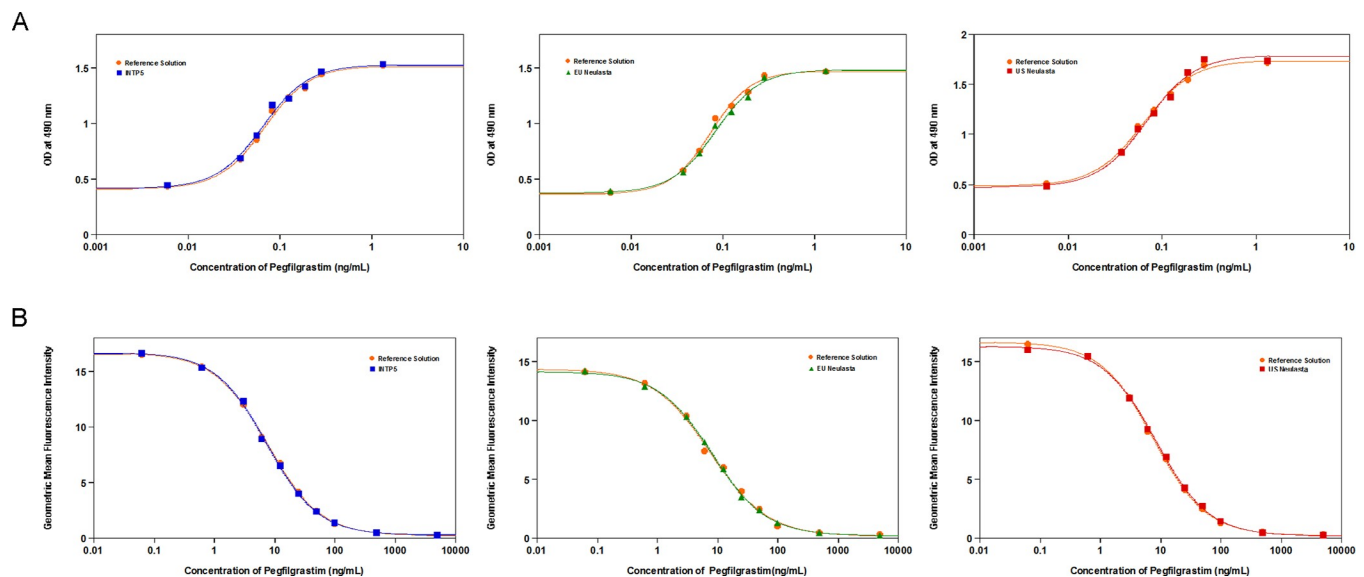 A
OD at 490 nm
2
1.5
1
0.5
0
Reference Solution
INTP5
0.001
0.01
0.1
1
10
Concentration of Pegfilgrastim (ng/mL)
OD at 490 nm
2
1.5
1
0.5
0
Reference Solution
EU Neulasta
0.001
0.01
0.1
1
10
Concentration of Pegfilgrastim (ng/mL)
OD at 490 nm
2
1.5
1
0.5
0
Reference Solution
US Neulasta
0.001
0.01
0.1
1
10
Concentration of Pegfilgrastim (ng/mL)
B
Geometric Mean Fluorescence Intensity
15
10
5
0
Reference Solution
INTP5
0.01
0.1
1
10
100
1000
10000
Concentration of Pegfilgrastim (ng/mL)
Geometric Mean Fluorescence Intensity
15
10
5
0
Reference Solution
EU Neulasta
0.01
0.1
1
10
100
1000
10000
Concentration of Pegfilgrastim(ng/mL)
Geometric Mean Fluorescence Intensity
15
10
5
0
Reference Solution
US Neulasta
0.01
0.1
1
10
100
1000
10000
Concentration of Pegfilgrastim (ng/mL)